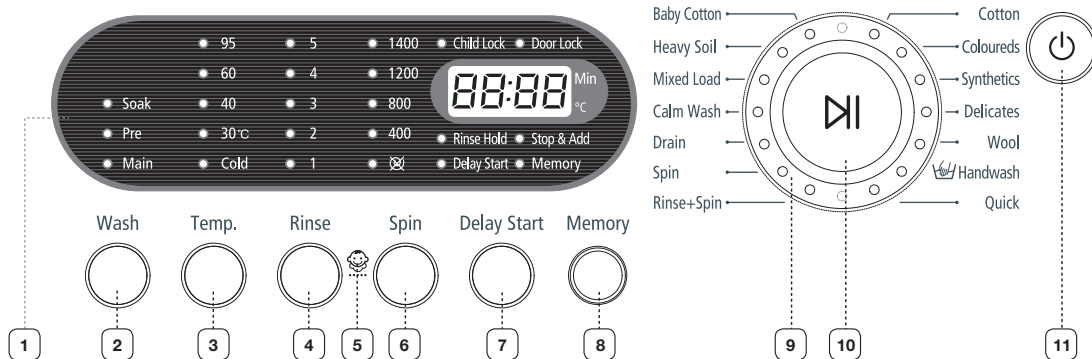 95 5 1400 Child Lock Door Lock
60 4 1200 88:88 Min
Soak 40 3 800 °C
Pre 30°C 2 400 Rinse Hold Stop & Add
Main Cold 1 Delay Start Memory
Wash Temp. Rinse Spin Delay Start Memory
Baby Cotton Cotton
Heavy Soil Coloureds
Mixed Load Synthetics
Calm Wash Delicates
Drain Wool
Spin Handwash
Rinse+Spin Quick
1 2 3 4 5 6 7 8 9 10 11